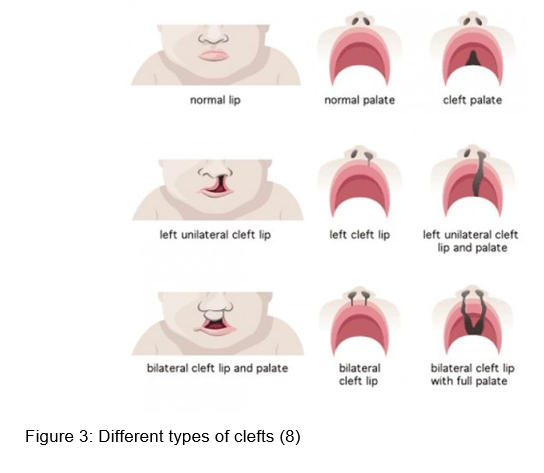 normal lip
normal palate
cleft palate
left unilateral cleft lip
left cleft lip
left unilateral cleft
lip and palate
bilateral cleft lip and palate
bilateral
cleft lip
bilateral cleft lip
with full palate
Figure 3: Different types of clefts (8)